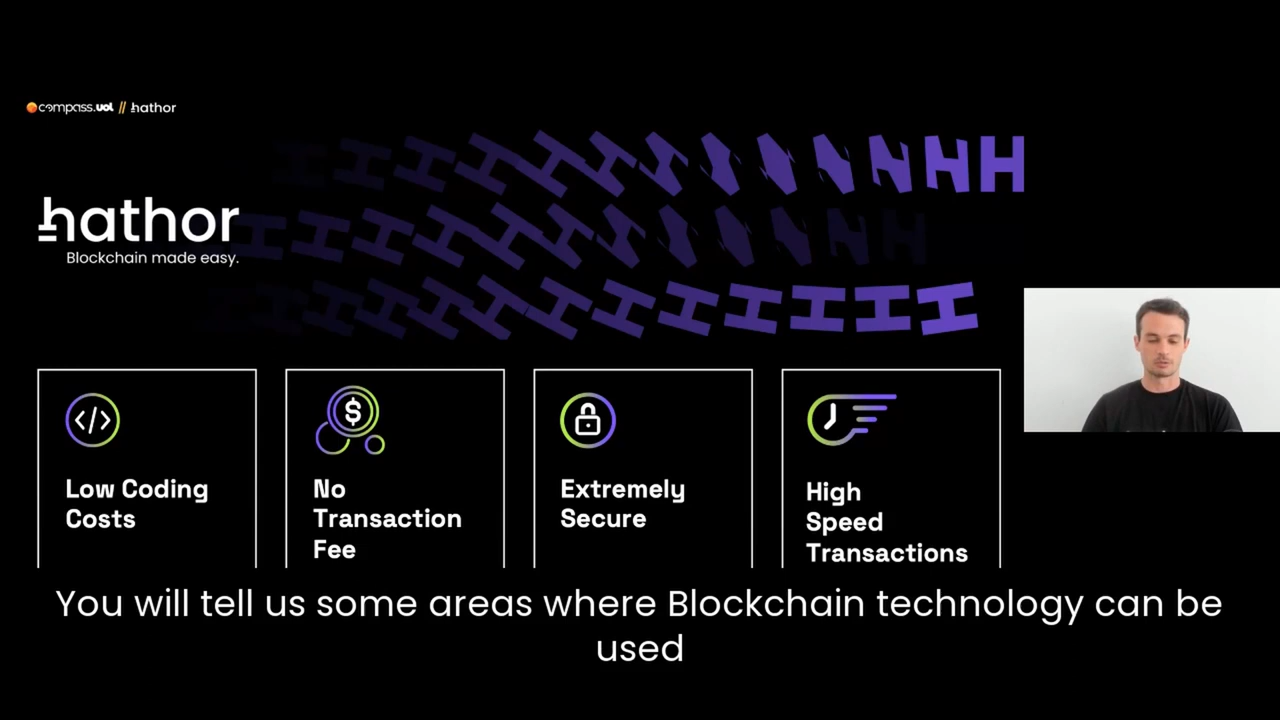 compass.uol // hathor
hathor
Blockchain made easy.
Low Coding
Costs
No
Transaction
Fee
Extremely
Secure
High
Speed
Transactions
You will tell us some areas where Blockchain technology can be
used